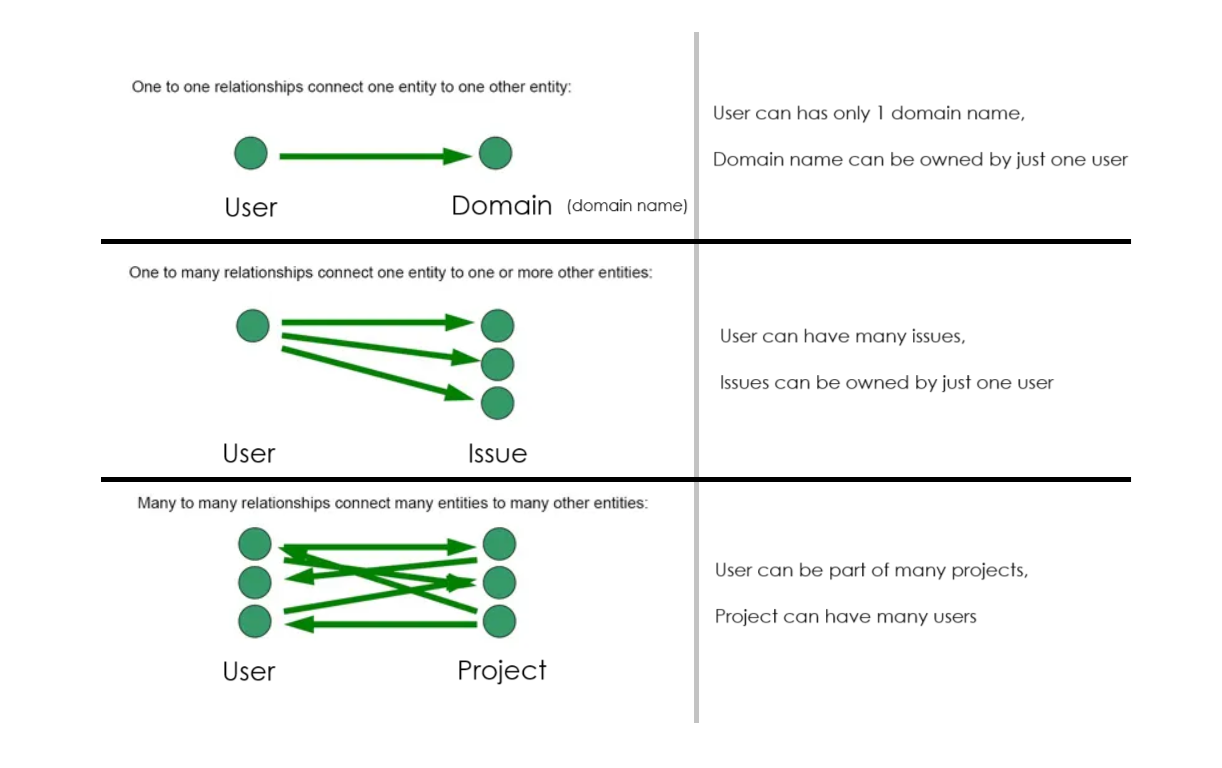 One to one relationships connect one entity to one other entity:
User
Domain (domain name)
User can has only 1 domain name,
Domain name can be owned by just one user
One to many relationships connect one entity to one or more other entities:
User
Issue
User can have many issues,
Issues can be owned by just one user
Many to many relationships connect many entities to many other entities:
User
Project
User can be part of many projects,
Project can have many users